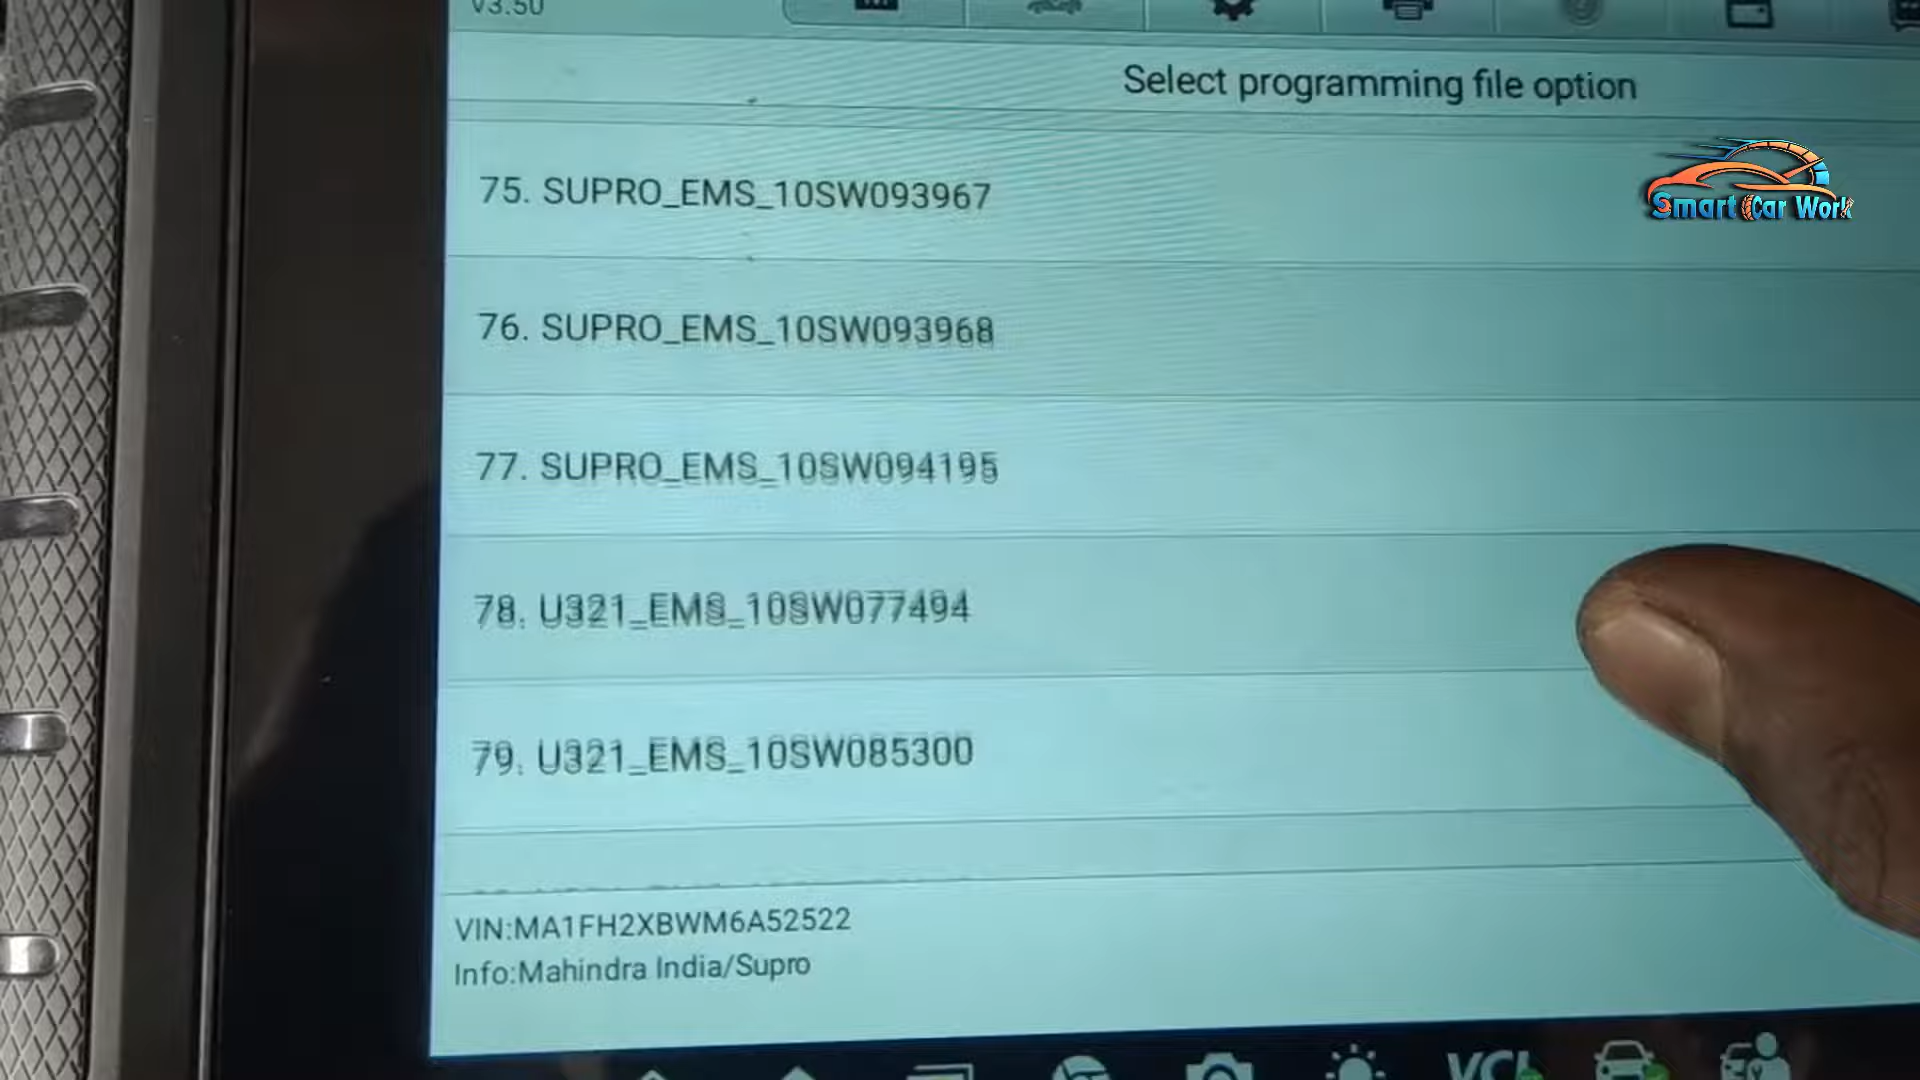 V3.50
Select programming file option
Smart Car Work
75. SUPRO_EMS_10SW093967
76. SUPRO_EMS_10SW093968
77. SUPRO_EMS_10SW094195
78. U321_EMS_10SW077494
79. U321_EMS_10SW085300
VIN:MA1FH2XBWM6A52522
Info:Mahindra India/Supro
VCI